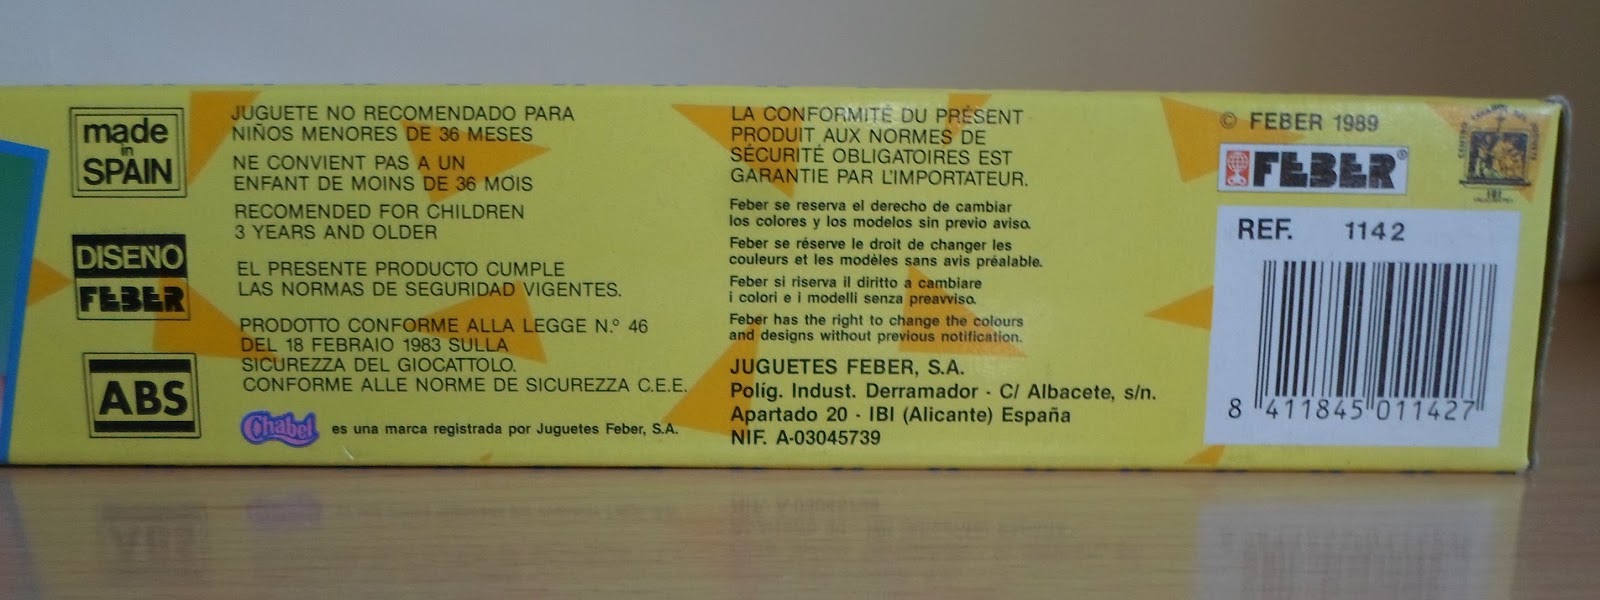 made
in
SPAIN
DISEÑO
FEBER
ABS
JUGUETE NO RECOMENDADO PARA
NIÑOS MENORES DE 36 MESES
NE CONVIENT PAS A UN
ENFANT DE MOINS DE 36 MOIS
RECOMENDED FOR CHILDREN
3 YEARS AND OLDER
EL PRESENTE PRODUCTO CUMPLE
LAS NORMAS DE SEGURIDAD VIGENTES.
PRODOTTO CONFORME ALLA LEGGE N.º 46
DEL 18 FEBRAIO 1983 SULLA
SICUREZZA DEL GIOCATTOLO.
CONFORME ALLE NORME DE SICUREZZA C.E.E.
Chabel es una marca registrada por Juguetes Feber, S.A.
LA CONFORMITÉ DU PRÉSENT
PRODUIT AUX NORMES DE
SÉCURITÉ OBLIGATOIRES EST
GARANTIE PAR L'IMPORTATEUR.
Feber se reserva el derecho de cambiar
los colores y los modelos sin previo aviso.
Feber se réserve le droit de changer les
couleurs et les modèles sans avis préalable.
Feber si riserva il diritto a cambiare
i colori e i modelli senza preavviso.
Feber has the right to change the colours
and designs without previous notification.
JUGUETES FEBER, S.A.
Políg. Indust. Derramador - C/ Albacete, s/n.
Apartado 20 - IBI (Alicante) España
NIF. A-03045739
© FEBER 1989
FEBER®
REF. 1142
8 411845 011427